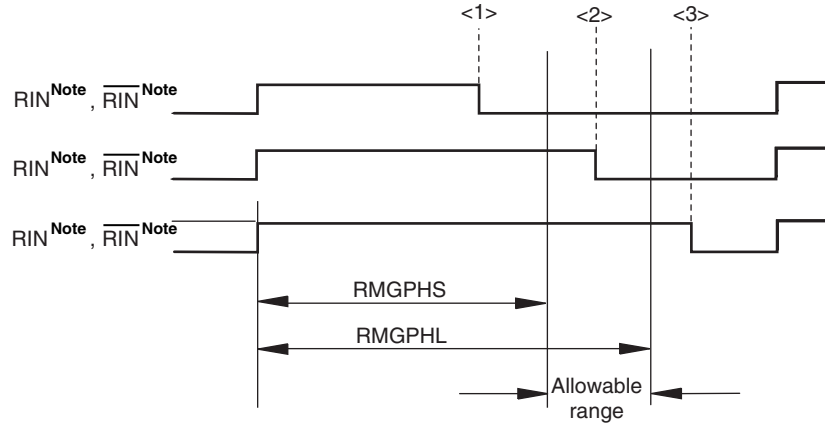 <1> <2> <3>
RIN Note , RIN Note
RIN Note , RIN Note
RIN Note , RIN Note
RMGPHS
RMGPHL
Allowable
range